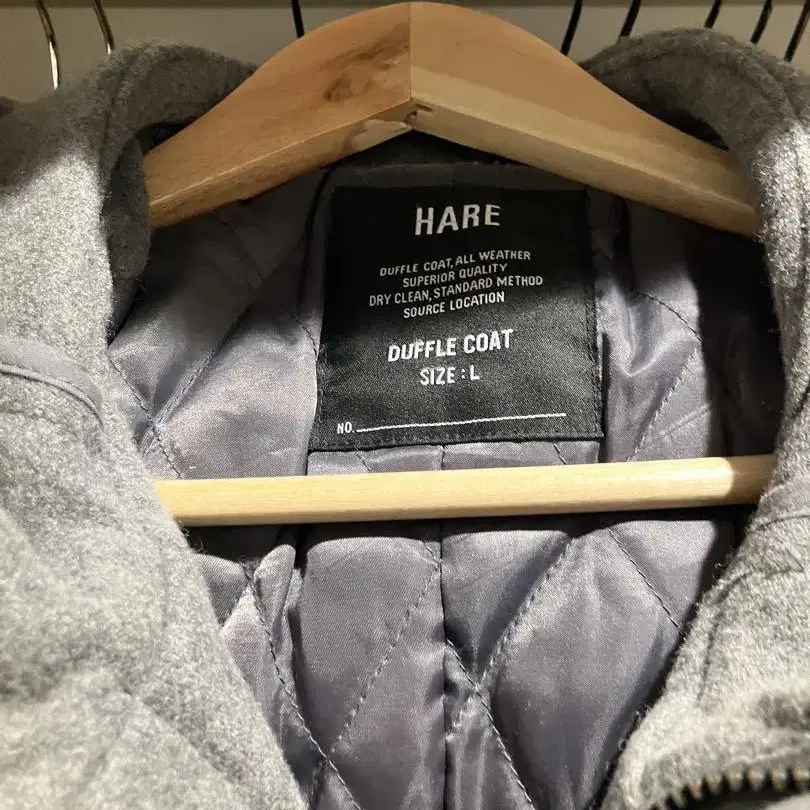 HARE
DUFFLE COAT, ALL WEATHER
SUPERIOR QUALITY
DRY CLEAN, STANDARD METHOD
SOURCE LOCATION
DUFFLE COAT
SIZE : L
NO.